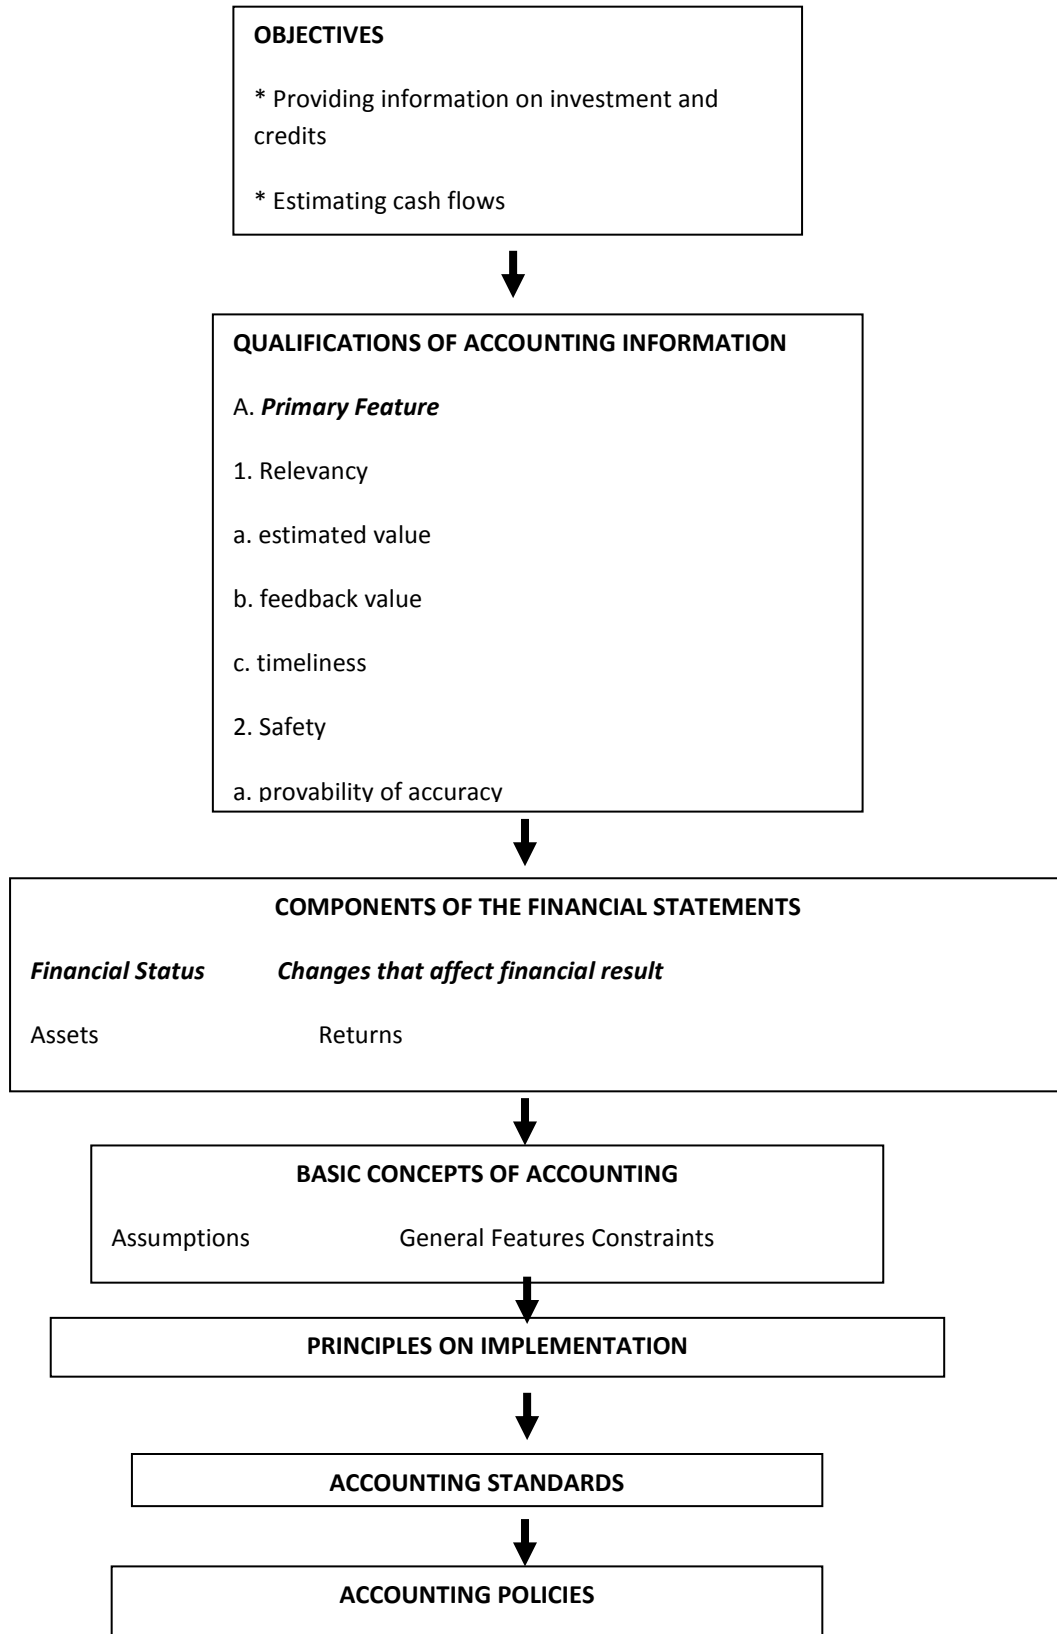 OBJECTIVES
* Providing information on investment and
credits
* Estimating cash flows
QUALIFICATIONS OF ACCOUNTING INFORMATION
A. Primary Feature
1. Relevancy
a. estimated value
b. feedback value
c. timeliness
2. Safety
a. provability of accuracy
COMPONENTS OF THE FINANCIAL STATEMENTS
Financial Status Changes that affect financial result
Assets Returns
BASIC CONCEPTS OF ACCOUNTING
Assumptions General Features Constraints
PRINCIPLES ON IMPLEMENTATION
ACCOUNTING STANDARDS
ACCOUNTING POLICIES